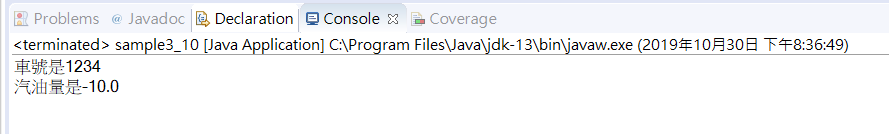 Problems @ Javadoc Declaration Console Coverage
<terminated> sample3_10 [Java Application] C:\Program Files\Java\jdk-13\bin\javaw.exe (2019年10月30日 下午8:36:49)
車號是1234
汽油量是-10.0